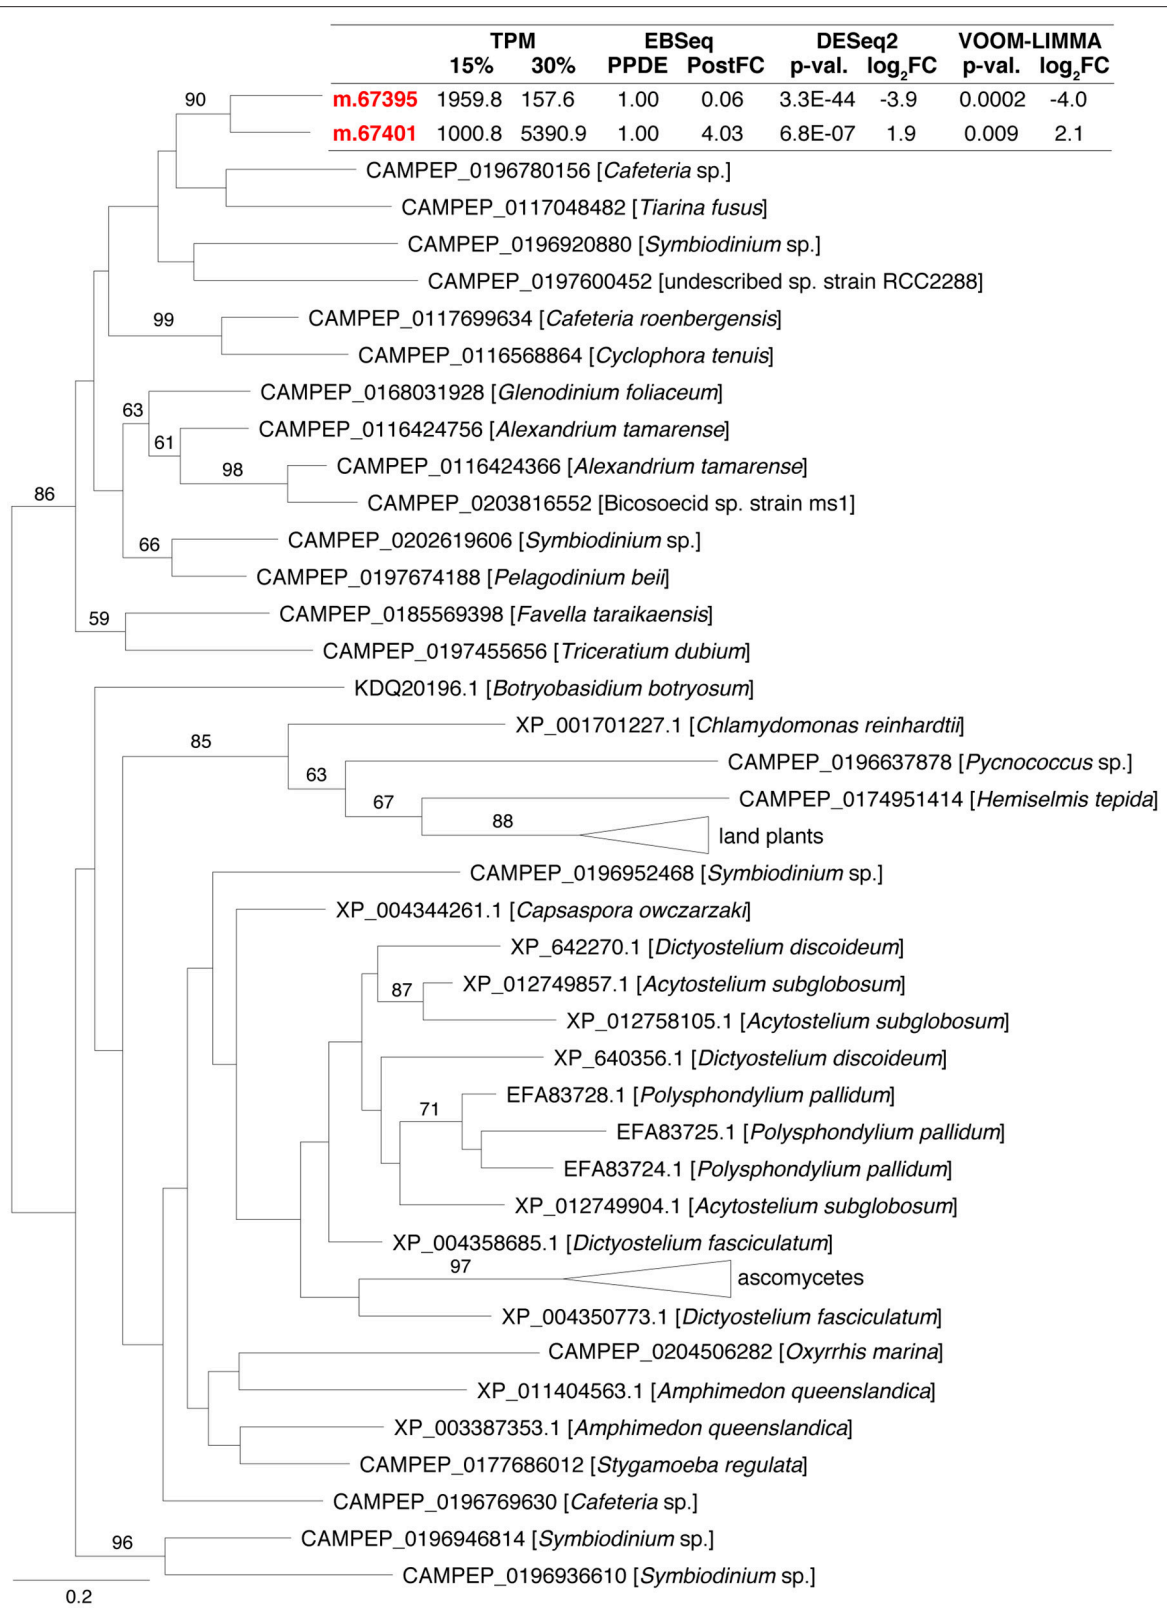 TPM EBSeq DESeq2 VOOM-LIMMA
15% 30% PPDE PostFC p-val. log₂FC p-val. log₂FC
90 m.67395 1959.8 157.6 1.00 0.06 3.3E-44 -3.9 0.0002 -4.0
m.67401 1000.8 5390.9 1.00 4.03 6.8E-07 1.9 0.009 2.1
CAMPEP_0196780156 [Cafeteria sp.]
CAMPEP_0117048482 [Tiarina fusus]
CAMPEP_0196920880 [Symbiodinium sp.]
CAMPEP_0197600452 [undescribed sp. strain RCC2288]
99 CAMPEP_0117699634 [Cafeteria roenbergensis]
CAMPEP_0116568864 [Cyclophora tenuis]
CAMPEP_0168031928 [Glenodinium foliaceum]
63
CAMPEP_0116424756 [Alexandrium tamarense]
61
98 CAMPEP_0116424366 [Alexandrium tamarense]
86 CAMPEP_0203816552 [Bicosoecid sp. strain ms1]
66 CAMPEP_0202619606 [Symbiodinium sp.]
CAMPEP_0197674188 [Pelagodinium beii]
59 CAMPEP_0185569398 [Favella taraikaensis]
CAMPEP_0197455656 [Triceratium dubium]
KDQ20196.1 [Botryobasidium botryosum]
XP_001701227.1 [Chlamydomonas reinhardtii]
85
CAMPEP_0196637878 [Pycnococcus sp.]
63
67 CAMPEP_0174951414 [Hemiselmis tepida]
88 land plants
CAMPEP_0196952468 [Symbiodinium sp.]
XP_004344261.1 [Capsaspora owczarzaki]
XP_642270.1 [Dictyostelium discoideum]
87 XP_012749857.1 [Acytostelium subglobosum]
XP_012758105.1 [Acytostelium subglobosum]
XP_640356.1 [Dictyostelium discoideum]
71 EFA83728.1 [Polysphondylium pallidum]
EFA83725.1 [Polysphondylium pallidum]
EFA83724.1 [Polysphondylium pallidum]
XP_012749904.1 [Acytostelium subglobosum]
XP_004358685.1 [Dictyostelium fasciculatum]
97 ascomycetes
XP_004350773.1 [Dictyostelium fasciculatum]
CAMPEP_0204506282 [Oxyrrhis marina]
XP_011404563.1 [Amphimedon queenslandica]
XP_003387353.1 [Amphimedon queenslandica]
CAMPEP_0177686012 [Stygamoeba regulata]
CAMPEP_0196769630 [Cafeteria sp.]
96 CAMPEP_0196946814 [Symbiodinium sp.]
CAMPEP_0196936610 [Symbiodinium sp.]
0.2